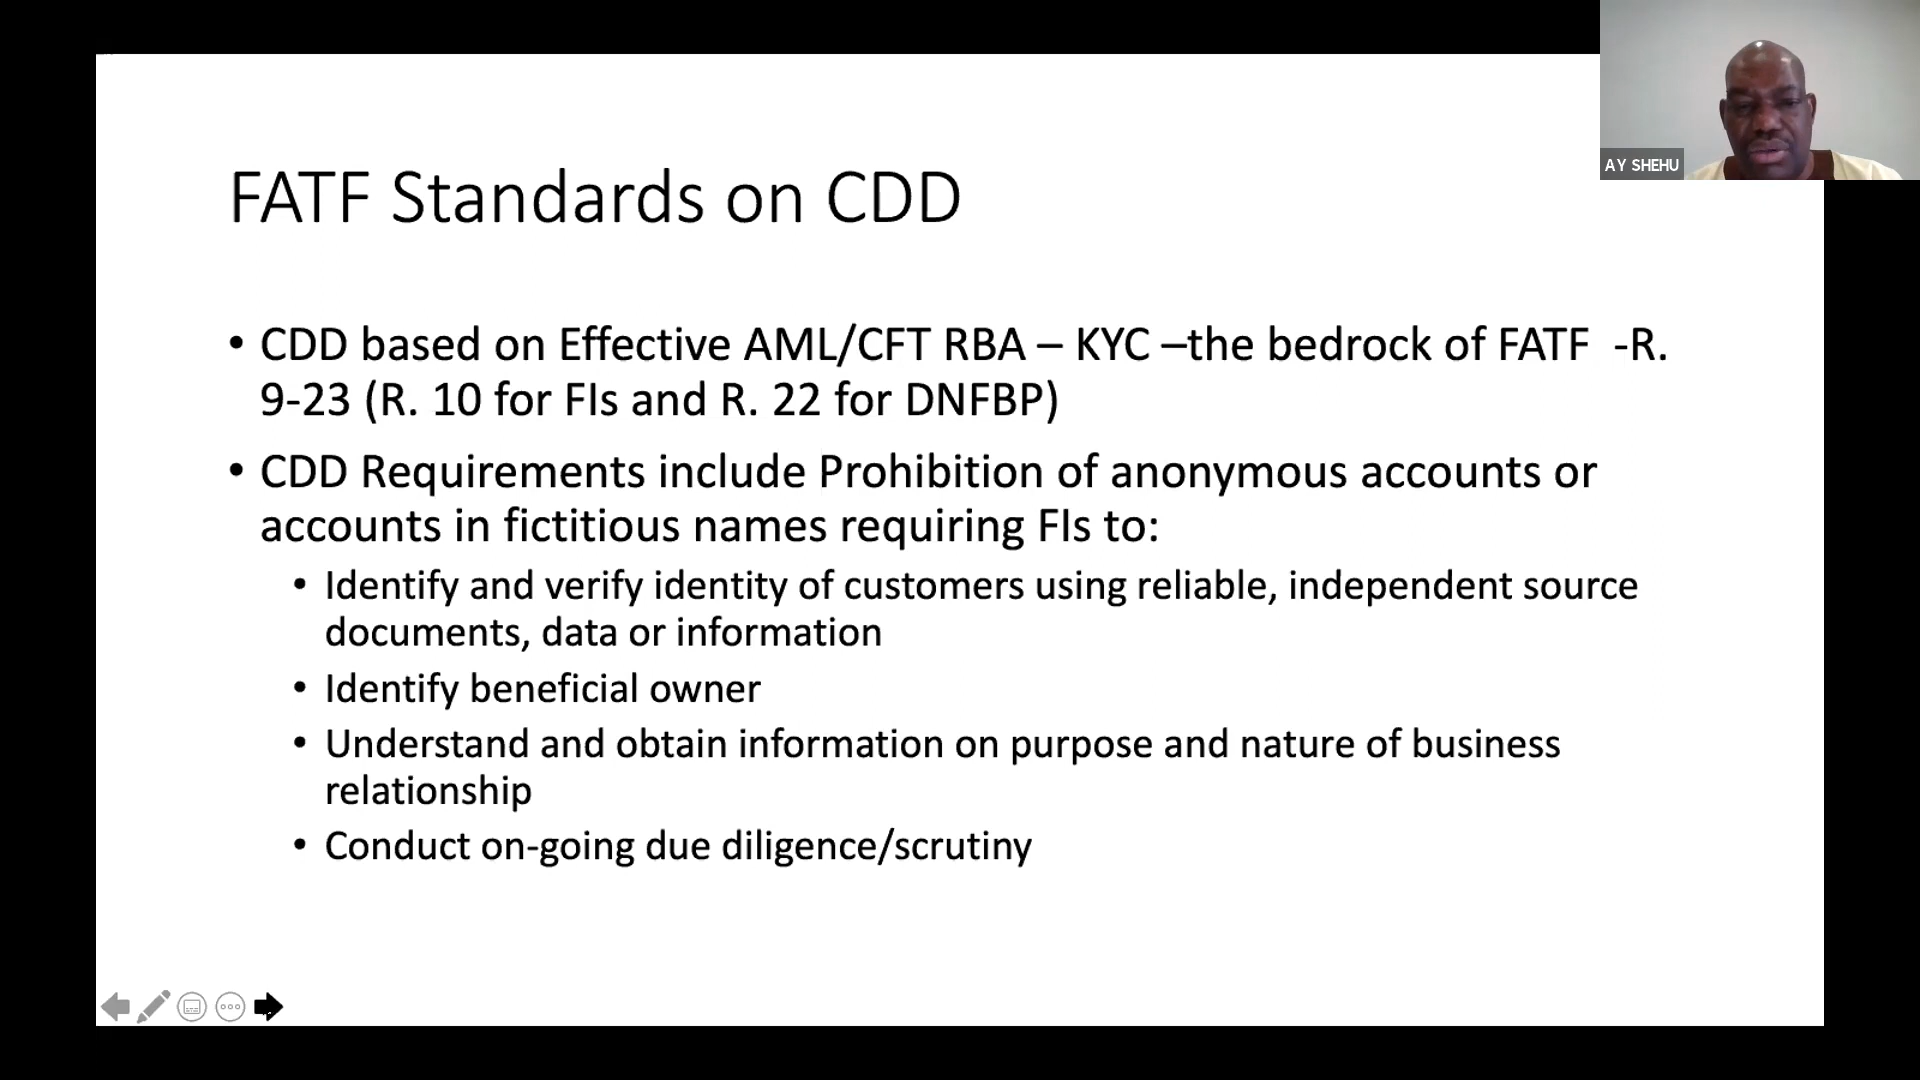 AY SHEHU
FATF Standards on CDD
• CDD based on Effective AML/CFT RBA – KYC –the bedrock of FATF -R.
9-23 (R. 10 for FIs and R. 22 for DNFBP)
• CDD Requirements include Prohibition of anonymous accounts or
accounts in fictitious names requiring FIs to:
• Identify and verify identity of customers using reliable, independent source
documents, data or information
• Identify beneficial owner
• Understand and obtain information on purpose and nature of business
relationship
• Conduct on-going due diligence/scrutiny